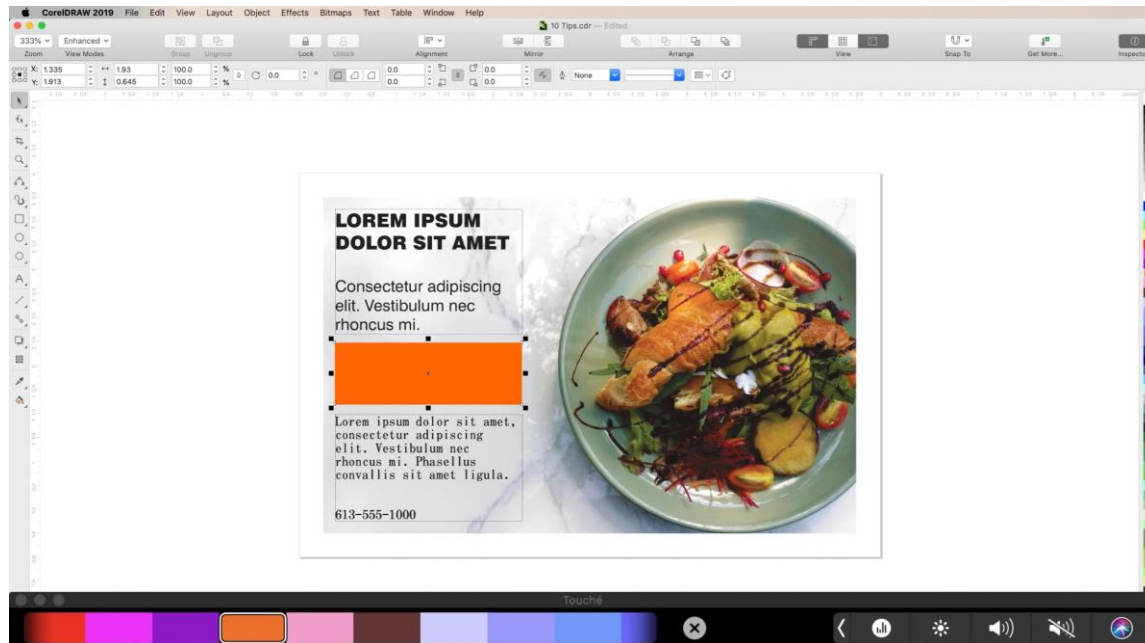 CorelDRAW 2019 File Edit View Layout Object Effects Bitmaps Text Table Window Help
10 Tips.cdr — Edited
333% Enhanced
Zoom View Modes Group Ungroup Lock Unlock Alignment Mirror Arrange View Snap To Get More... Inspecto
X: 1.335 1.93 100.0 % 0.0 ° 0.0 0.0 None
Y: 1.913 0.645 100.0 % 0.0 0.0
LOREM IPSUM
DOLOR SIT AMET
Consectetur adipiscing
elit. Vestibulum nec
rhoncus mi.
Lorem ipsum dolor sit amet,
consectetur adipiscing
elit. Vestibulum nec
rhoncus mi. Phasellus
convallis sit amet ligula.
613-555-1000
Touché